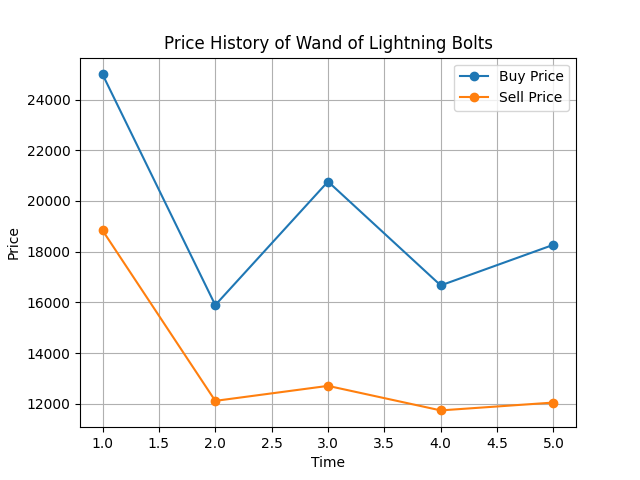 Price History of Wand of Lightning Bolts
Buy Price
Sell Price
24000
22000
20000
18000
16000
14000
12000
Price
1.0 1.5 2.0 2.5 3.0 3.5 4.0 4.5 5.0
Time